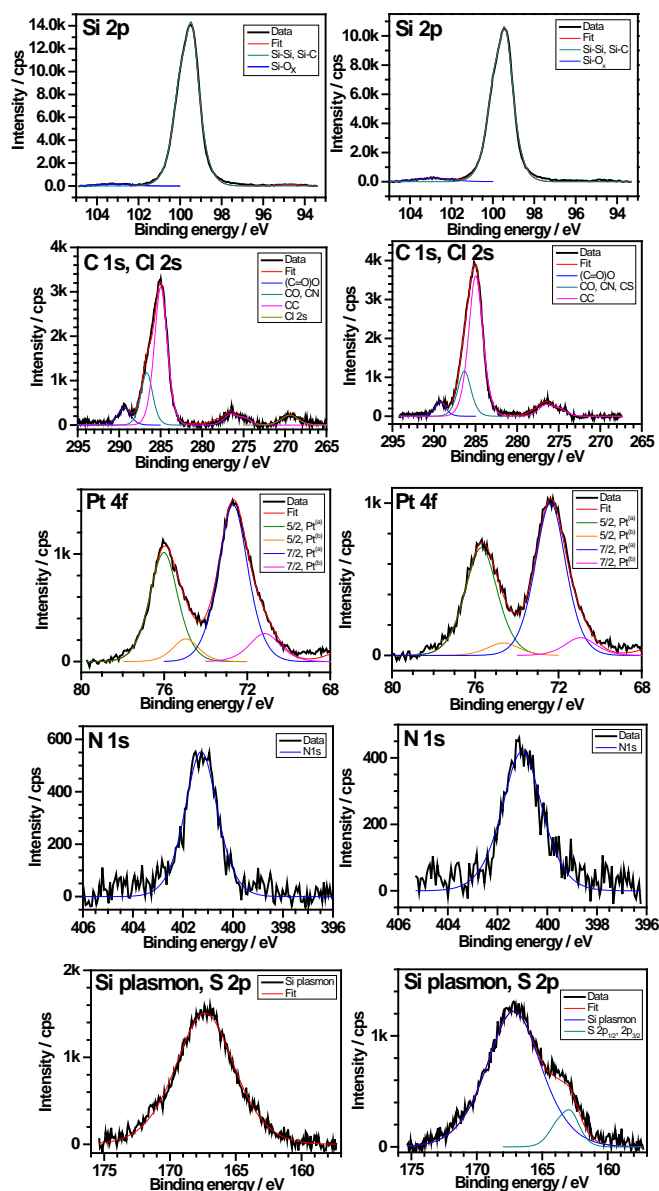 Si 2p
Data
Fit
Si-Si, Si-C
Si-Ox
Intensity / cps
14.0k
12.0k
10.0k
8.0k
6.0k
4.0k
2.0k
0.0
104 102 100 98 96 94
Binding energy / eV
Si 2p
Data
Fit
Si-Si, Si-C
Si-Ox
Intensity / cps
10.0k
8.0k
6.0k
4.0k
2.0k
0.0
104 102 100 98 96 94
Binding energy / eV
C 1s, Cl 2s
Data
Fit
(C=O)O
CO, CN
CC
Cl 2s
Intensity / cps
4k
3k
2k
1k
0
295 290 285 280 275 270 265
Binding energy / eV
C 1s, Cl 2s
Data
Fit
(C=O)O
CO, CN, CS
CC
Intensity / cps
4k
3k
2k
1k
0
295 290 285 280 275 270 265
Binding energy / eV
Pt 4f
Data
Fit
5/2, Pt(a)
5/2, Pt(b)
7/2, Pt(a)
7/2, Pt(b)
Intensity / cps
1k
0
80 76 72 68
Binding energy / eV
Pt 4f
Data
Fit
5/2, Pt(a)
5/2, Pt(b)
7/2, Pt(a)
7/2, Pt(b)
Intensity / cps
1k
0
80 76 72 68
Binding energy / eV
N 1s
Data
N1s
Intensity / cps
600
450
300
150
0
406 404 402 400 398 396
Binding energy / eV
N 1s
Data
N1s
Intensity / cps
400
200
0
406 404 402 400 398 396
Binding energy / eV
Si plasmon, S 2p
Si plasmon
Fit
Intensity / cps
2k
1k
0
175 170 165 160
Binding energy / eV
Si plasmon, S 2p
Data
Fit
Si plasmon
S 2p1/2, 2p3/2
Intensity / cps
1k
0
175 170 165 160
Binding energy / eV